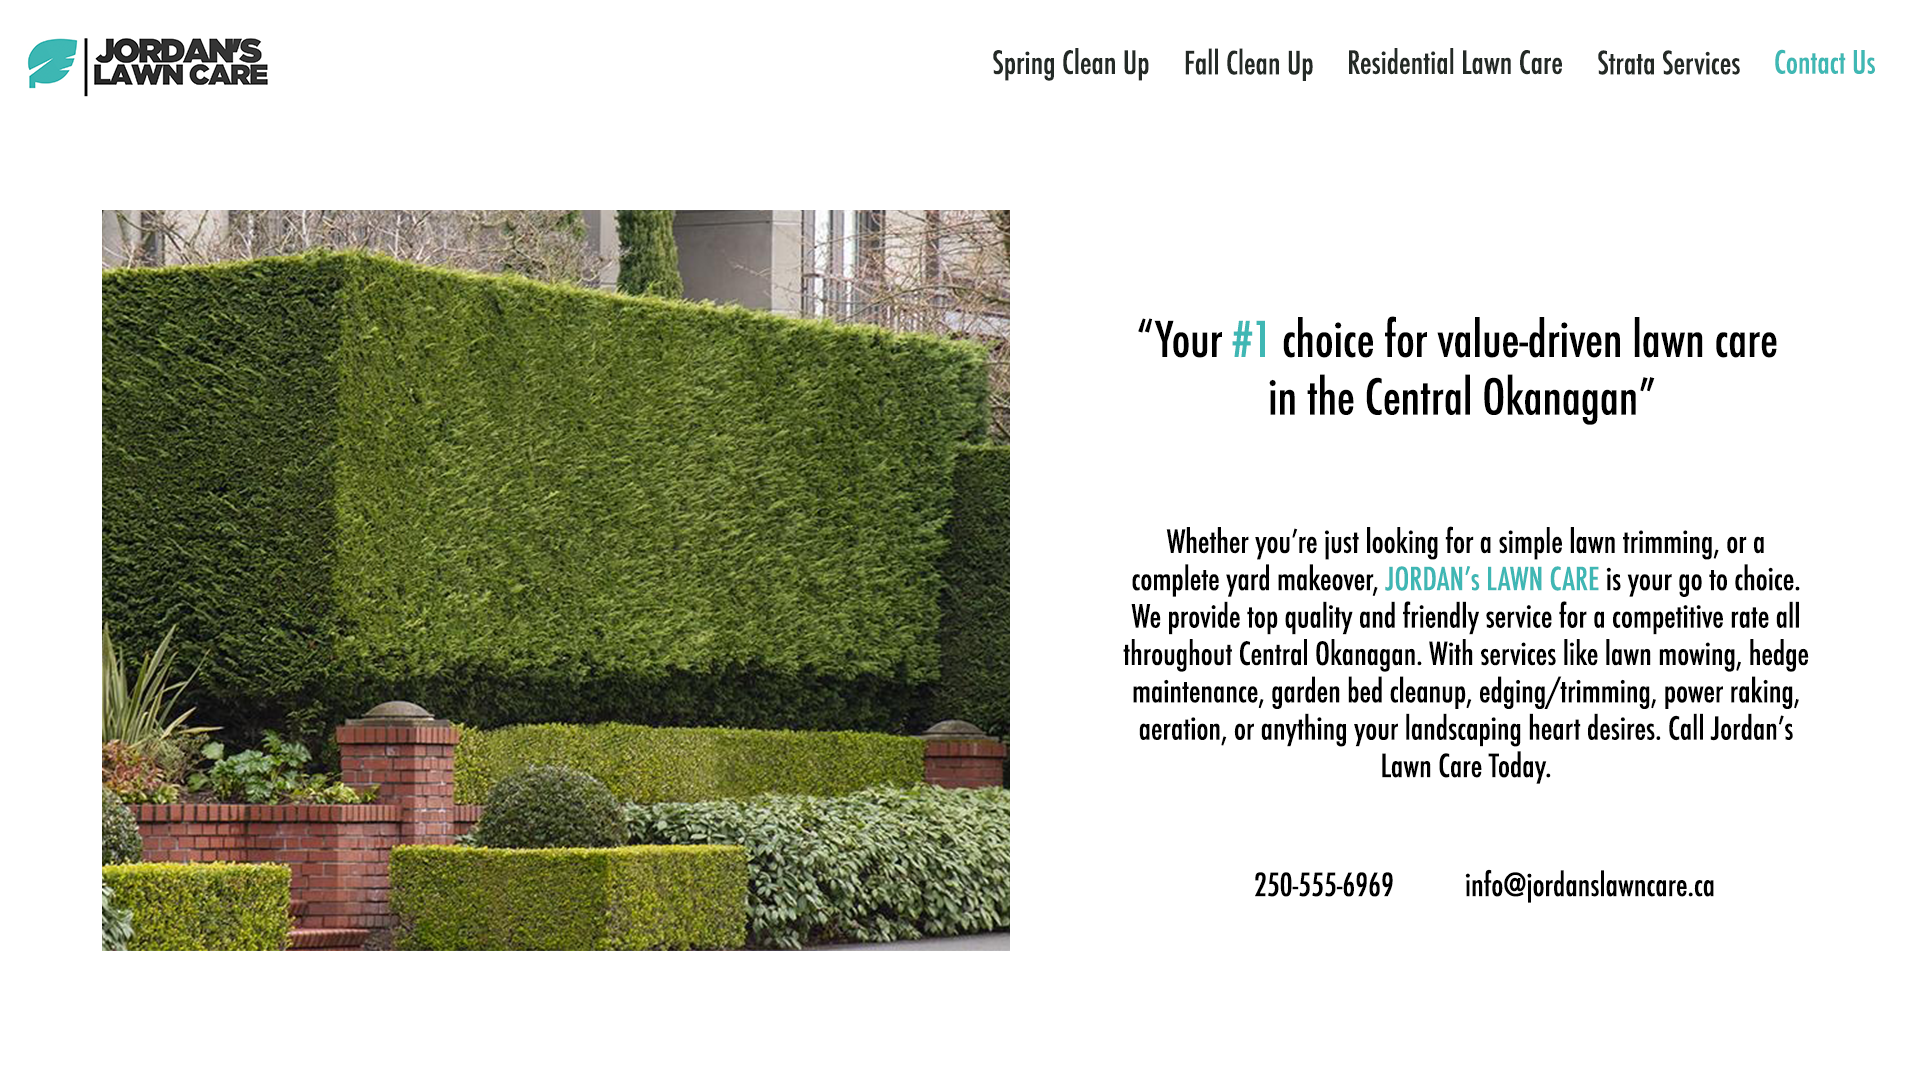 JORDAN'S
LAWN CARE
Spring Clean Up
Fall Clean Up
Residential Lawn Care
Strata Services
Contact Us
“Your #1 choice for value-driven lawn care
in the Central Okanagan”
Whether you’re just looking for a simple lawn trimming, or a
complete yard makeover, JORDAN’s LAWN CARE is your go to choice.
We provide top quality and friendly service for a competitive rate all
throughout Central Okanagan. With services like lawn mowing, hedge
maintenance, garden bed cleanup, edging/trimming, power raking,
aeration, or anything your landscaping heart desires. Call Jordan’s
Lawn Care Today.
250-555-6969
info@jordanslawncare.ca